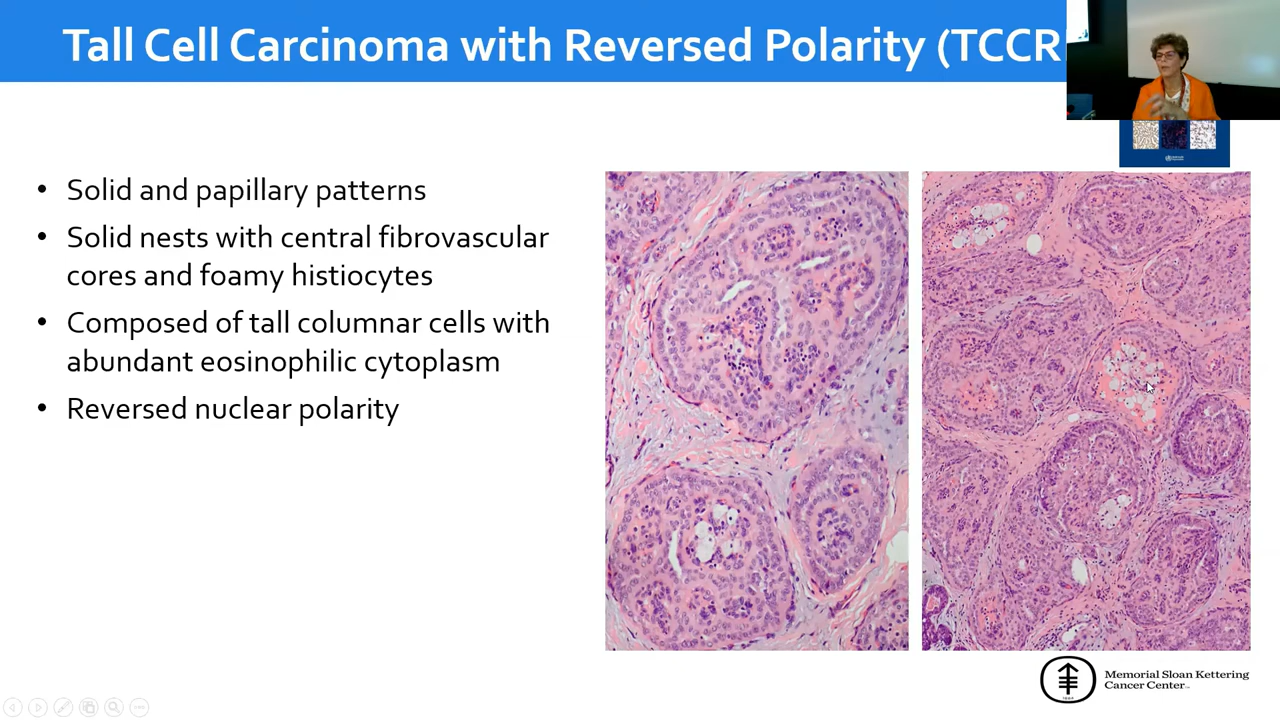 Tall Cell Carcinoma with Reversed Polarity (TCCR
• Solid and papillary patterns
• Solid nests with central fibrovascular
cores and foamy histiocytes
• Composed of tall columnar cells with
abundant eosinophilic cytoplasm
• Reversed nuclear polarity
Memorial Sloan Kettering
Cancer Center